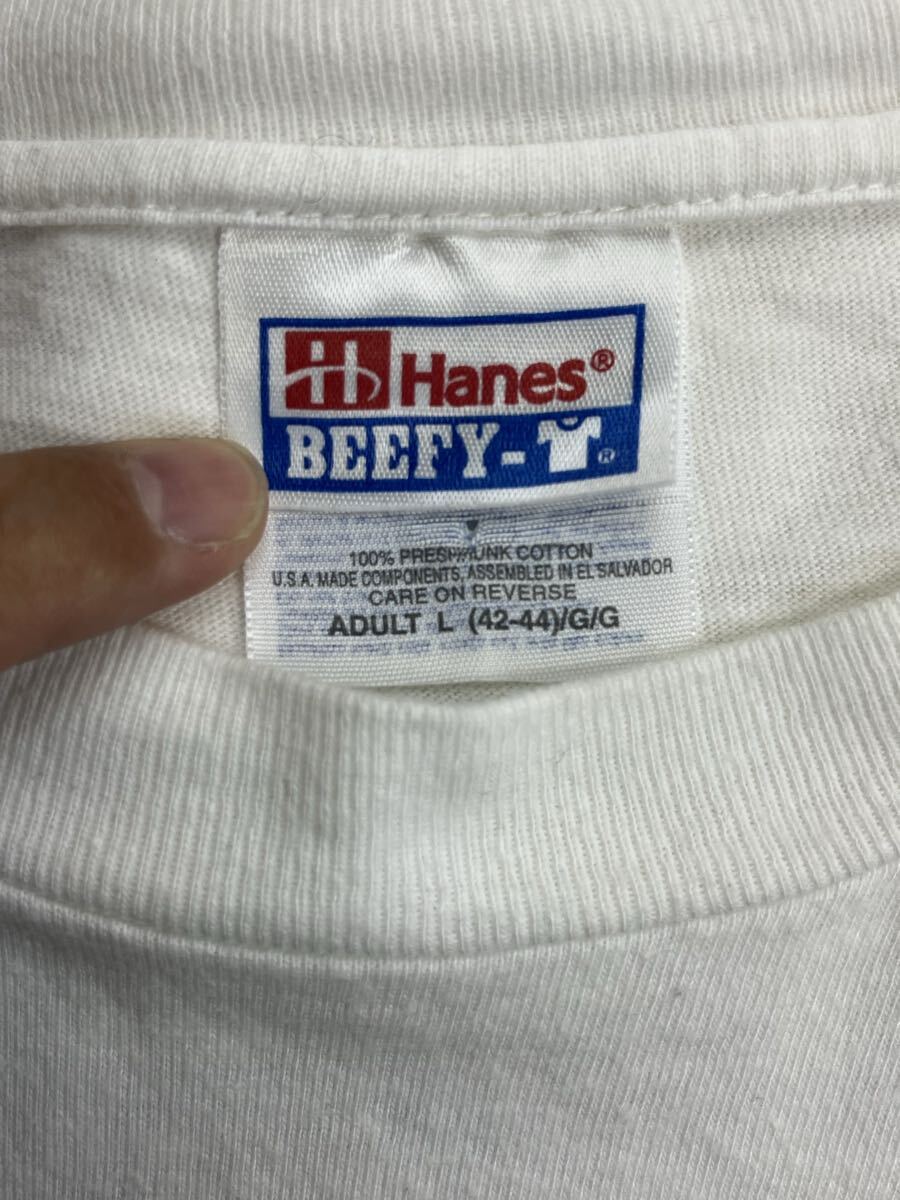 Hanes®
BEEFY-
®
100% PRESHRUNK COTTON
U.S.A. MADE COMPONENTS, ASSEMBLED IN EL SALVADOR
CARE ON REVERSE
ADULT L (42-44)/G/G